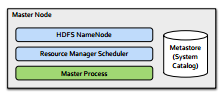 Master Node
HDFS NameNode
Resource Manager Scheduler
Master Process
Metastore
(System
Catalog)